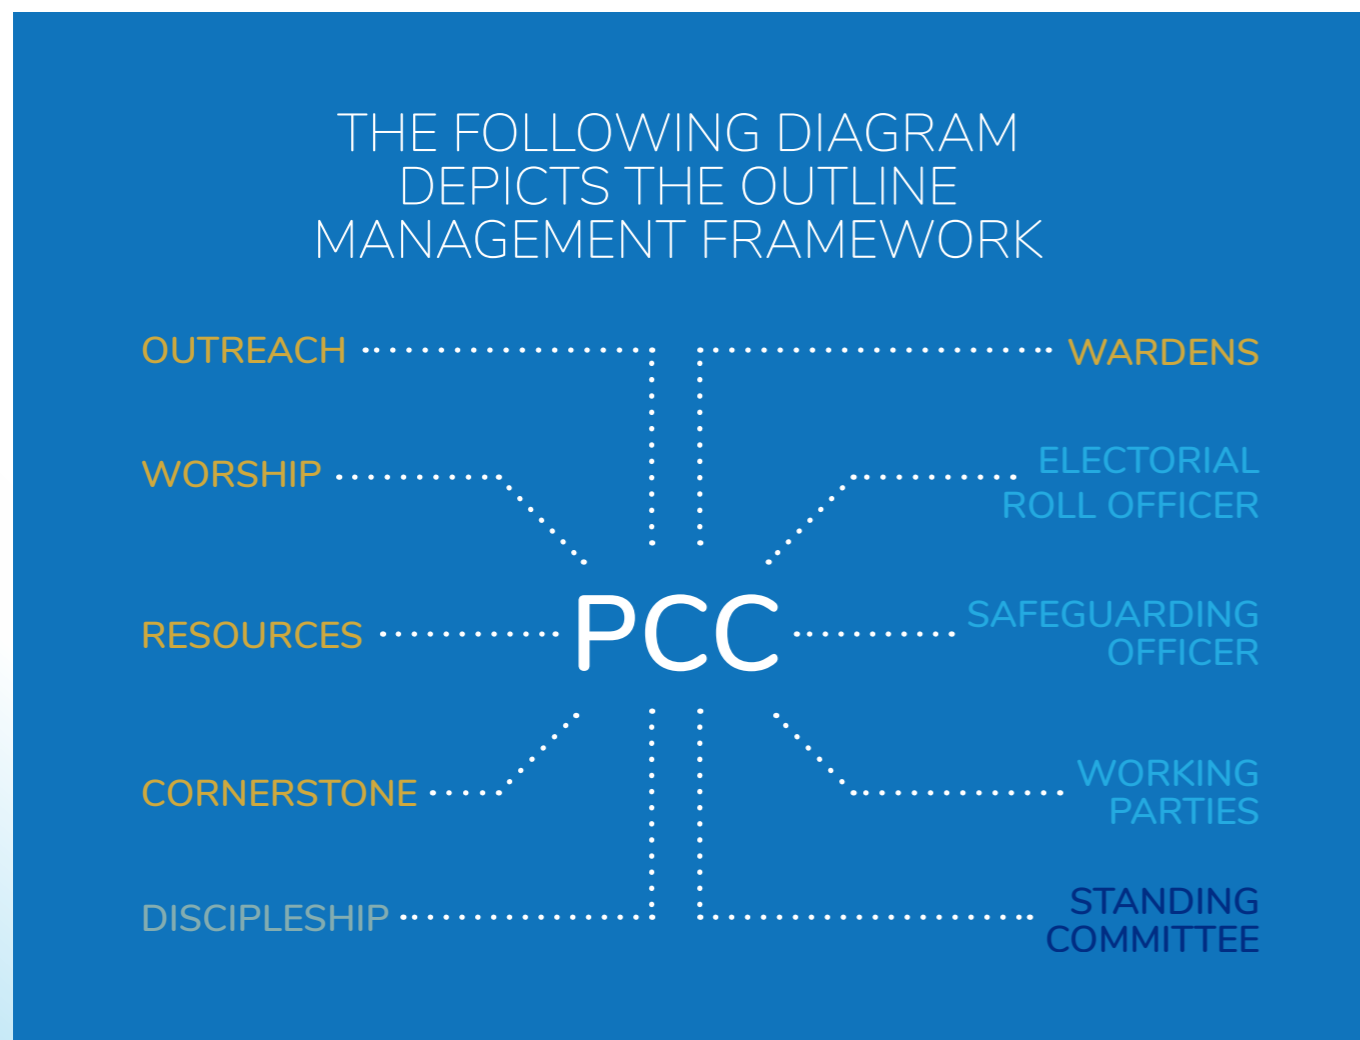 THE FOLLOWING DIAGRAM
DEPICTS THE OUTLINE
MANAGEMENT FRAMEWORK
OUTREACH
WARDENS
WORSHIP
ELECTORIAL
ROLL OFFICER
RESOURCES
PCC
SAFEGUARDING
OFFICER
CORNERSTONE
WORKING
PARTIES
DISCIPLESHIP
STANDING
COMMITTEE